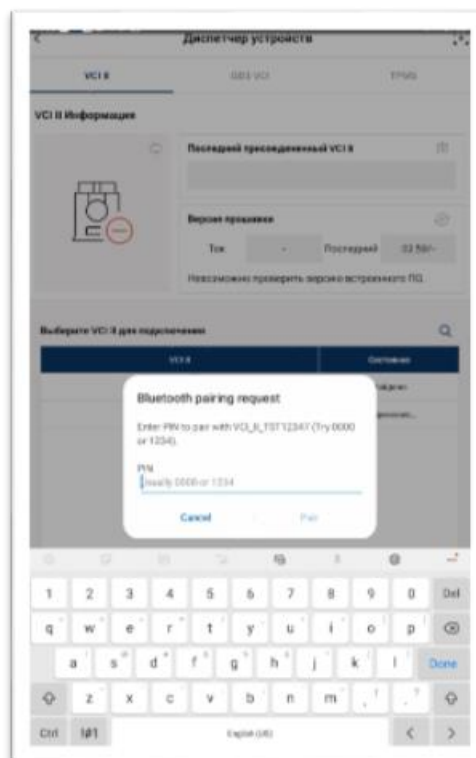 Диспетчер устройств
VCI II
GDS VCI
TPMS
VCI II Информация
Последний присоединенный VCI II
Версия прошивки
Ток
-
Последний
Невозможно проверить версию встроенного ПО.
Выберите VCI II для подключения
VCI II
Состояние
Bluetooth pairing request
Enter PIN to pair with VCI_II_TST12347 (Try 0000
or 1234).
PIN
Usually 0000 or 1234
Cancel
Pair
1 2 3 4 5 6 7 8 9 0 Del
q w e r t y u i o p
a s d f g h j k l Done
z x c v b n m , .
Ctrl !#1 English (US) < >